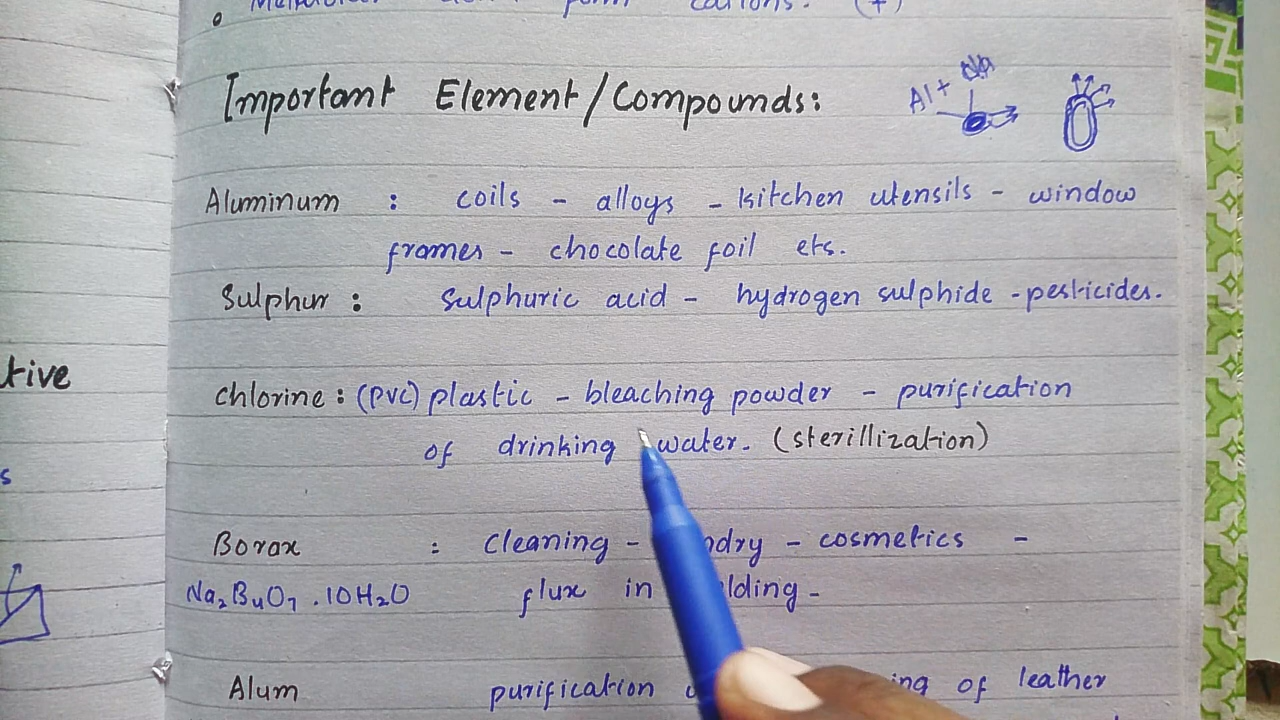 cations. (+)
Important Element/Compounds:
Al+
Aluminum : coils - alloys - kitchen utensils - window
frames - chocolate foil ets.
Sulphur : Sulphuric acid - hydrogen sulphide - pesticides.
tive
Chlorine : (PVC) plastic - bleaching powder - purification
of drinking water. (sterillization)
s
Borax : cleaning - ndry - cosmetics -
Na₂B₄O₇ . 10H₂O flux in lding -
Alum purification ing of leather